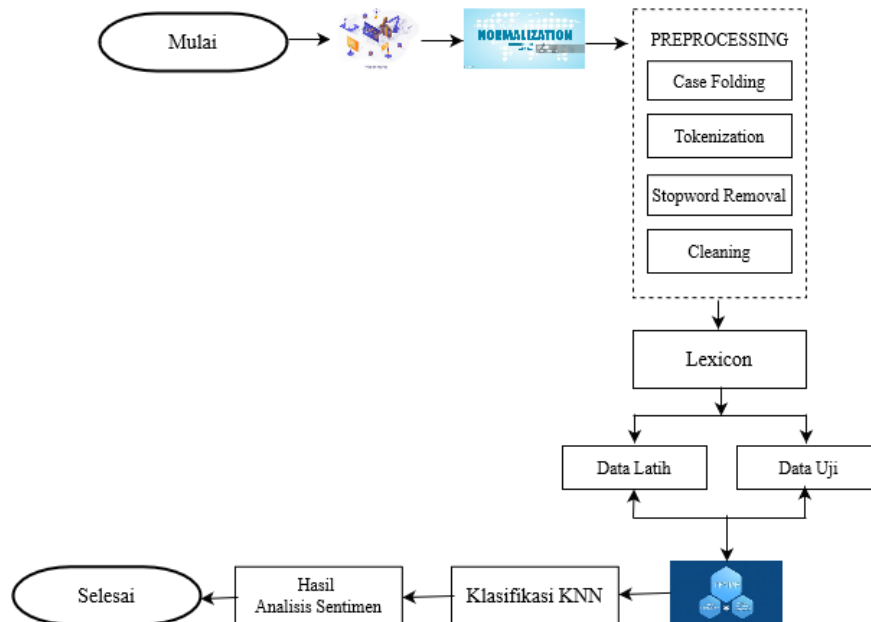 Mulai
NORMALIZATION
PREPROCESSING
Case Folding
Tokenization
Stopword Removal
Cleaning
Lexicon
Data Latih
Data Uji
Klasifikasi KNN
Hasil
Analisis Sentimen
Selesai